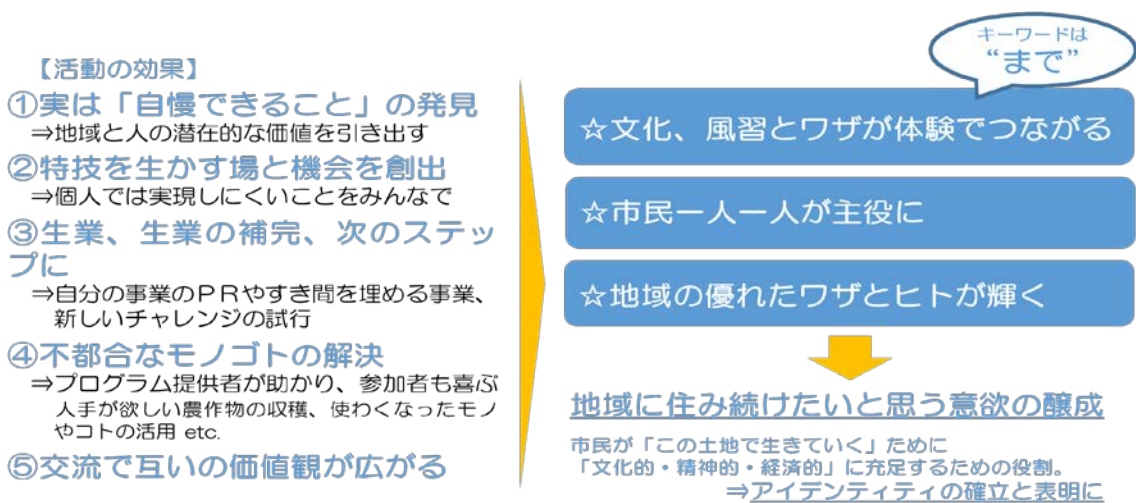 【活動の効果】
①実は「自慢できること」の発見
⇒地域と人の潜在的な価値を引き出す
②特技を生かす場と機会を創出
⇒個人では実現しにくいことをみんなで
③生業、生業の補完、次のステッ
プに
⇒自分の事業のPRやすき間を埋める事業、
新しいチャレンジの試行
④不都合なモノゴトの解決
⇒プログラム提供者が助かり、参加者も喜ぶ
人手が欲しい農作物の収穫、使わくなったモノ
やコトの活用 etc.
⑤交流で互いの価値観が広がる
キーワードは
“まで”
☆文化、風習とワザが体験でつながる
☆市民一人一人が主役に
☆地域の優れたワザとヒトが輝く
地域に住み続けたいと思う意欲の醸成
市民が「この土地で生きていく」ために
「文化的・精神的・経済的」に充足するための役割。
⇒アイデンティティの確立と表明に